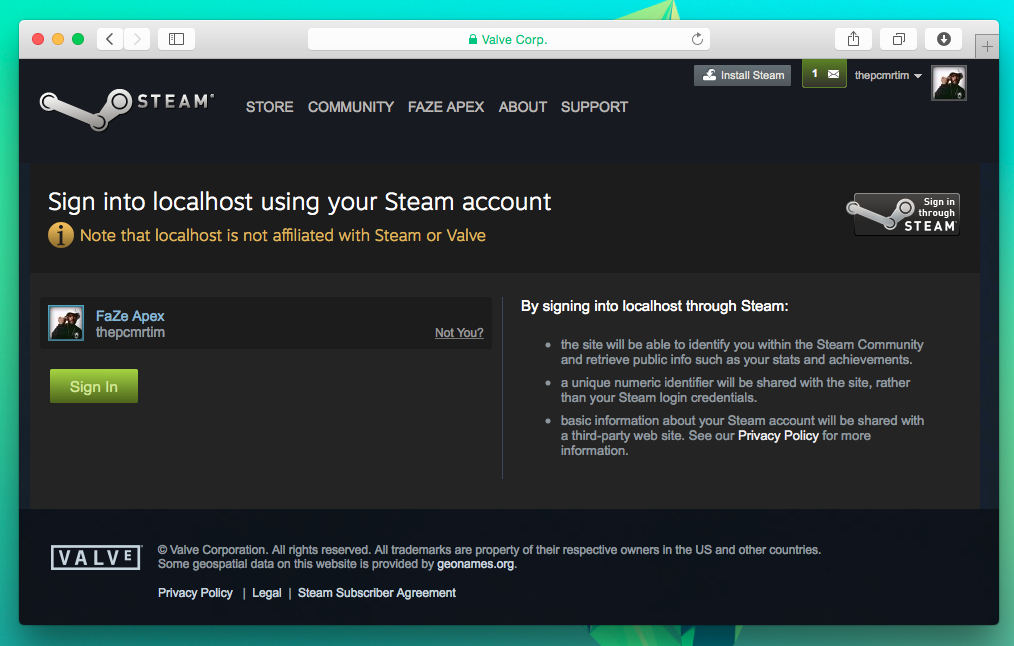 Valve Corp.
Install Steam
1
thepcmrtim
STEAM®
STORE COMMUNITY FAZE APEX ABOUT SUPPORT
Sign into localhost using your Steam account
Note that localhost is not affiliated with Steam or Valve
Sign in
through
STEAM™
FaZe Apex
thepcmrtim
Not You?
Sign In
By signing into localhost through Steam:
• the site will be able to identify you within the Steam Community
and retrieve public info such as your stats and achievements.
• a unique numeric identifier will be shared with the site, rather
than your Steam login credentials.
• basic information about your Steam account will be shared with
a third-party web site. See our Privacy Policy for more
information.
VALVE
© Valve Corporation. All rights reserved. All trademarks are property of their respective owners in the US and other countries.
Some geospatial data on this website is provided by geonames.org.
Privacy Policy | Legal | Steam Subscriber Agreement